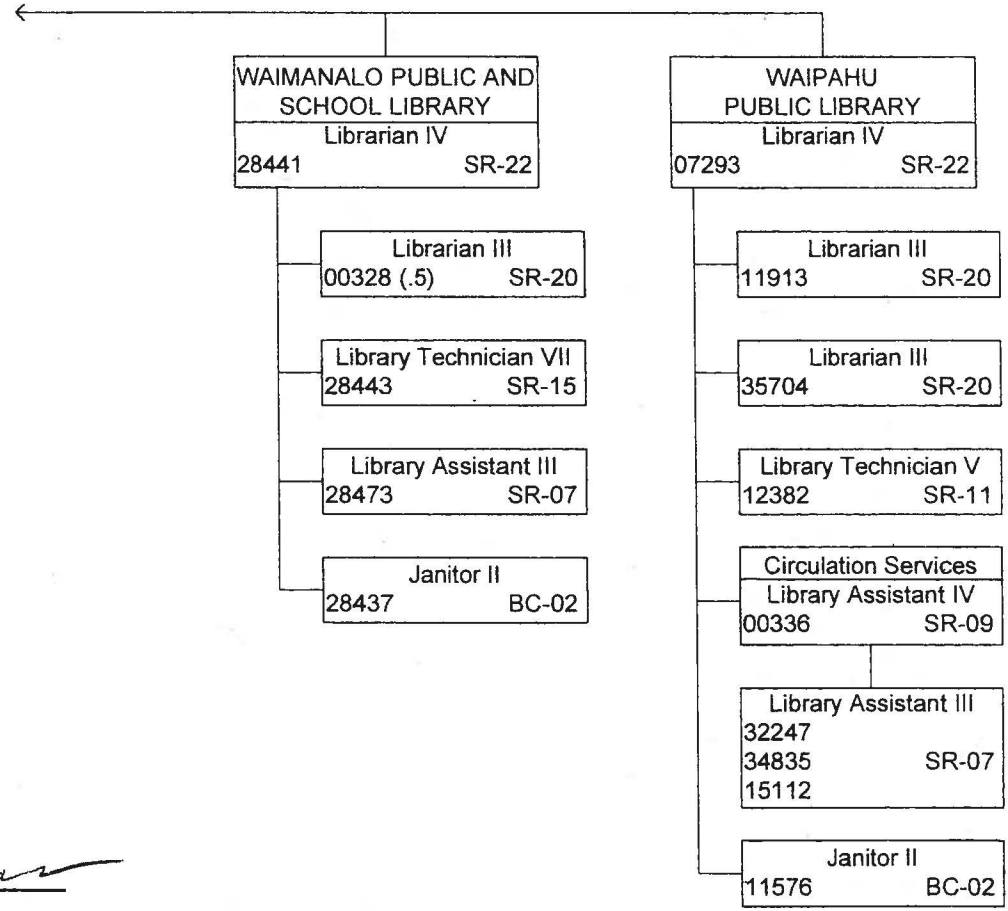 WAIMANALO PUBLIC AND
SCHOOL LIBRARY
Librarian IV
28441 SR-22
Librarian III
00328 (.5) SR-20
Library Technician VII
28443 SR-15
Library Assistant III
28473 SR-07
Janitor II
28437 BC-02
WAIPAHU
PUBLIC LIBRARY
Librarian IV
07293 SR-22
Librarian III
11913 SR-20
Librarian III
35704 SR-20
Library Technician V
12382 SR-11
Circulation Services
Library Assistant IV
00336 SR-09
Library Assistant III
32247
34835 SR-07
15112
Janitor II
11576 BC-02